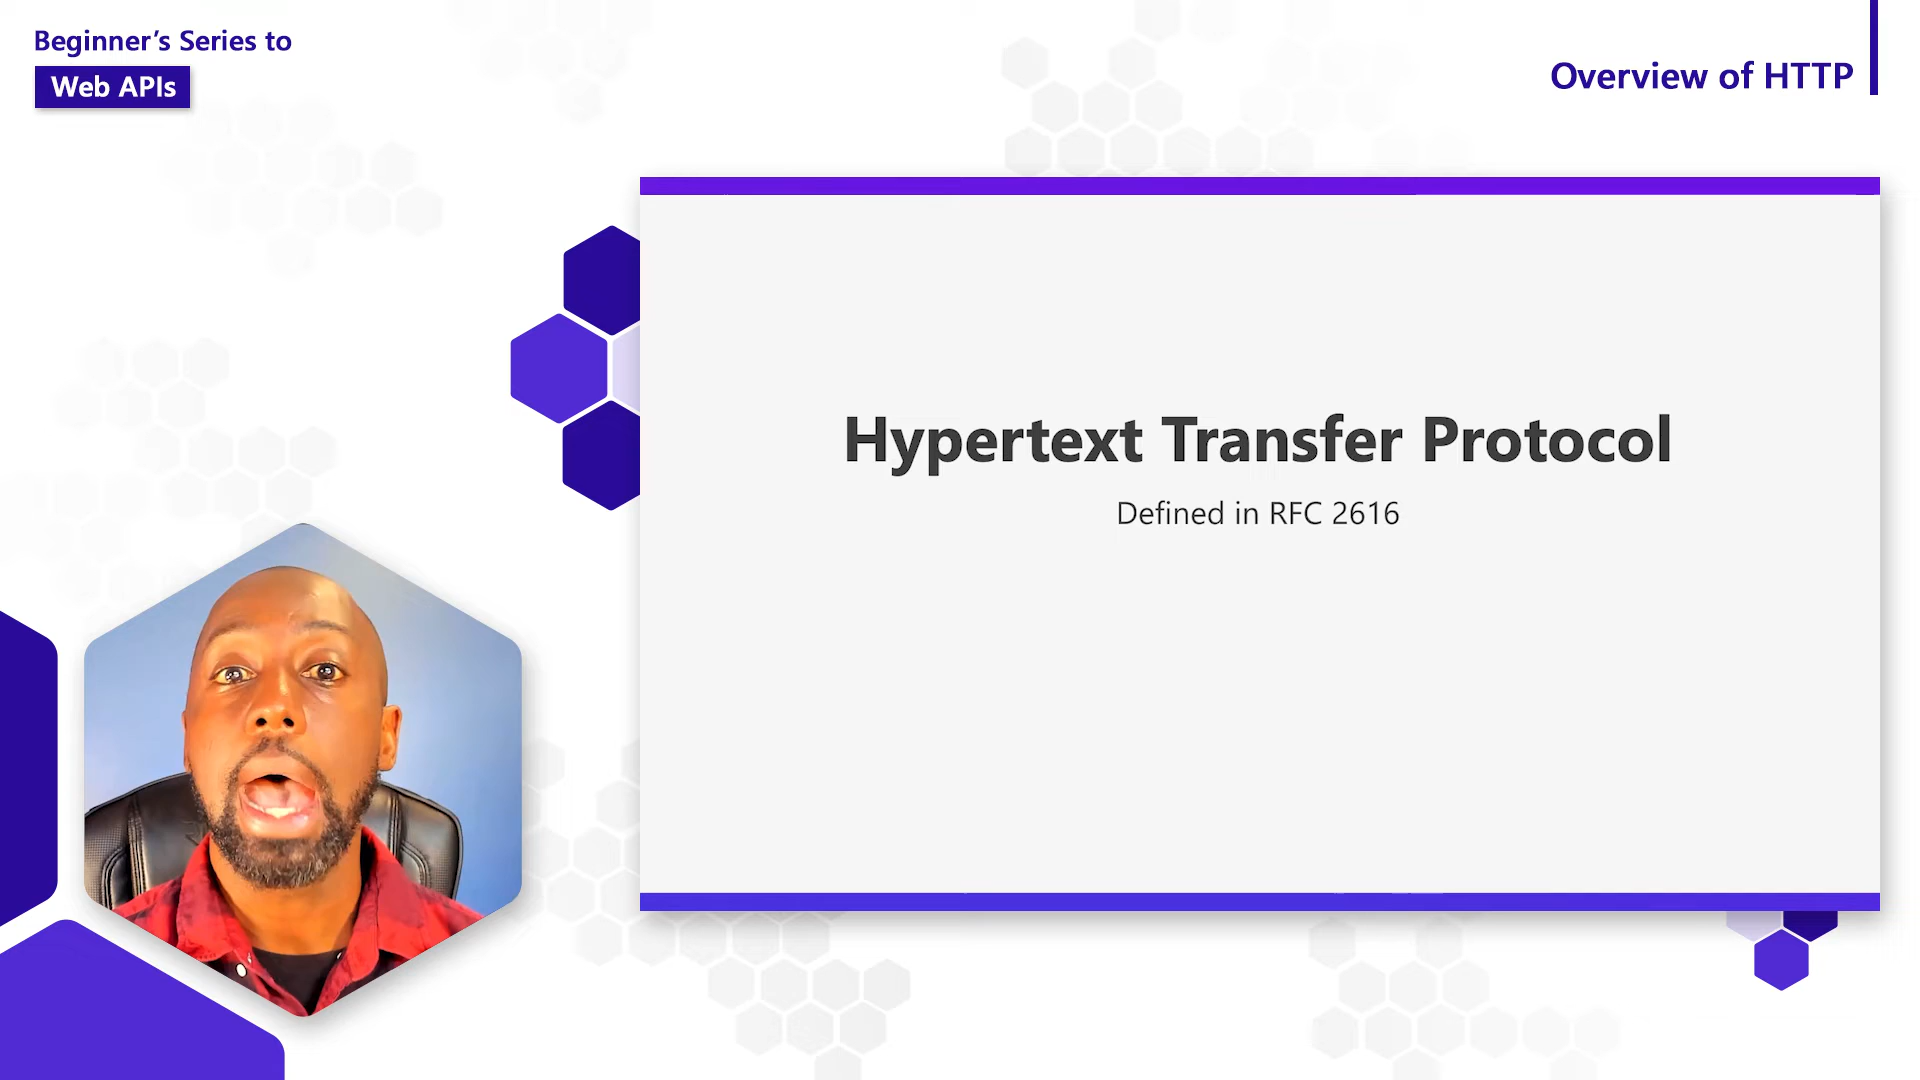 Beginner’s Series to
Web APIs
Overview of HTTP
Hypertext Transfer Protocol
Defined in RFC 2616